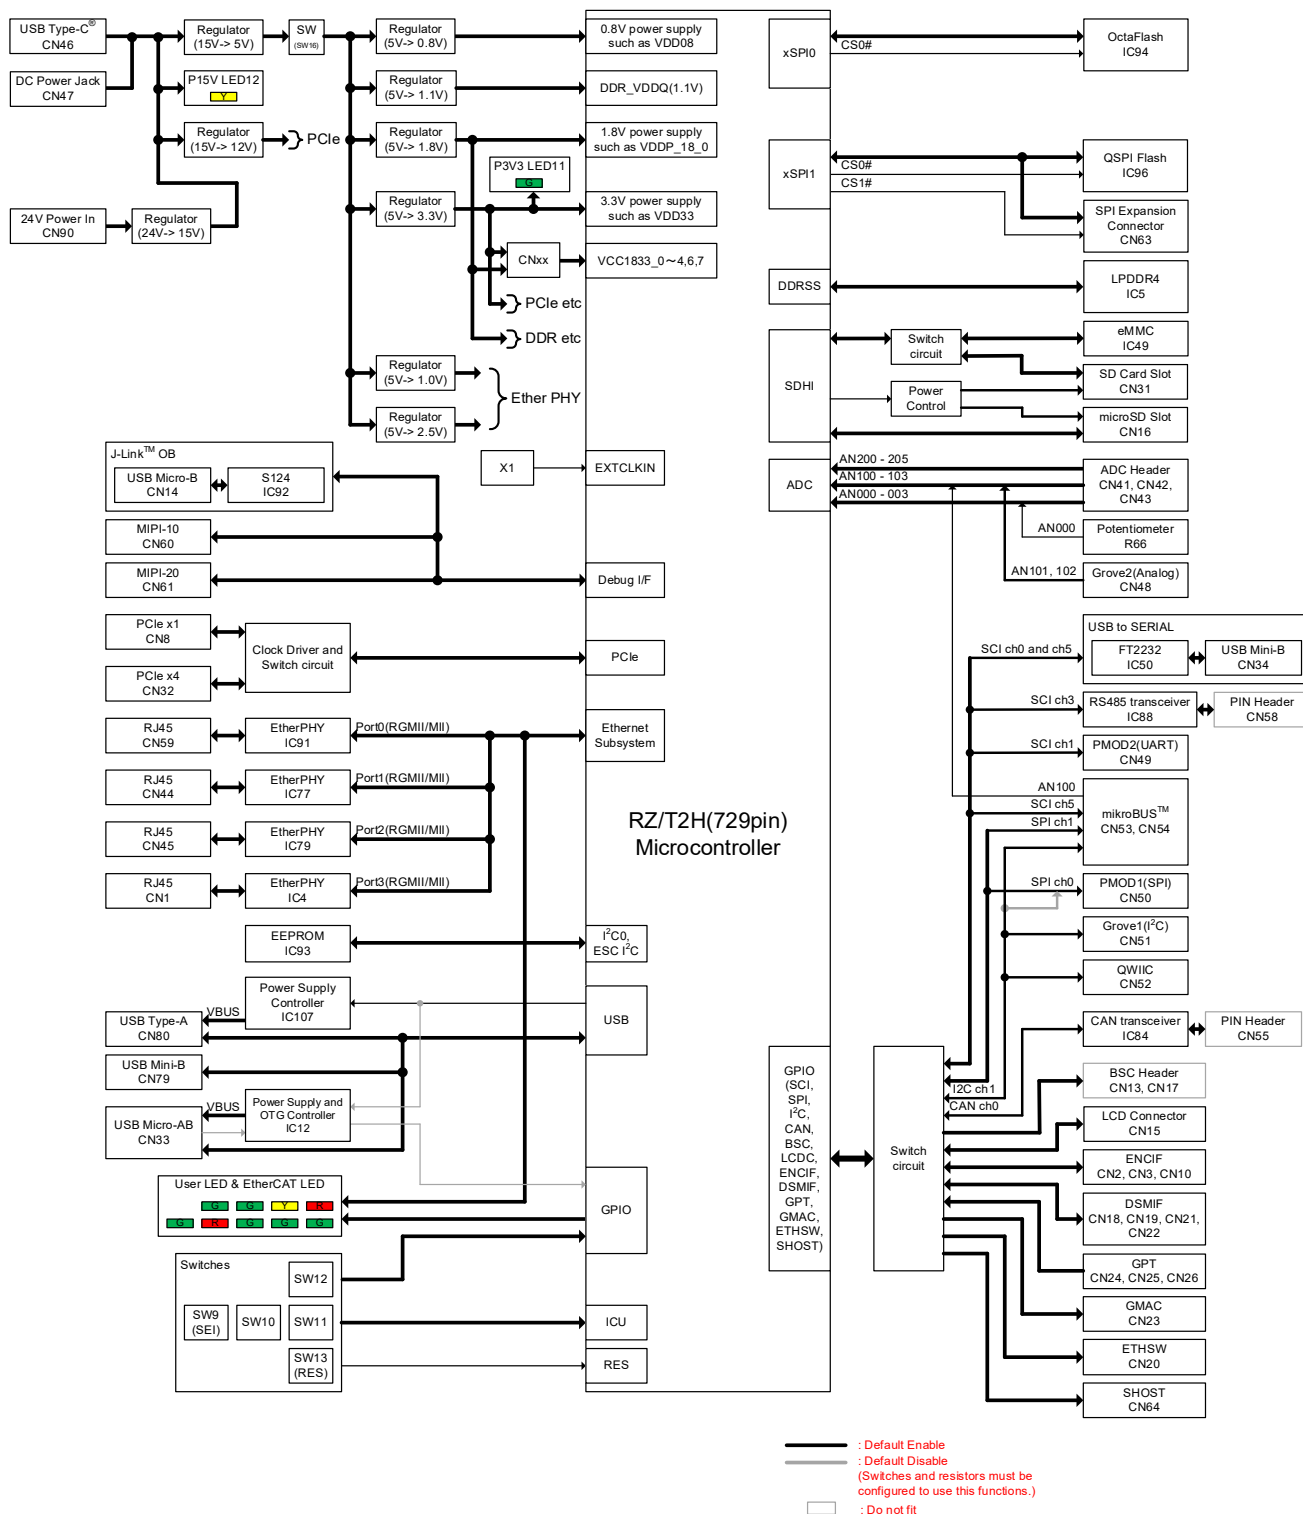 USB Type-C®
CN46
DC Power Jack
CN47
24V Power In
CN90
Regulator
(24V-> 15V)
Regulator
(15V-> 5V)
P15V LED12
Y
Regulator
(15V-> 12V)
PCIe
SW
(SW16)
Regulator
(5V-> 0.8V)
Regulator
(5V-> 1.1V)
Regulator
(5V-> 1.8V)
P3V3 LED11
G
Regulator
(5V-> 3.3V)
CNxx
PCIe etc
DDR etc
Regulator
(5V-> 1.0V)
Regulator
(5V-> 2.5V)
Ether PHY
0.8V power supply
such as VDD08
DDR_VDDQ(1.1V)
1.8V power supply
such as VDDP_18_0
3.3V power supply
such as VDD33
VCC1833_0~4,6,7
J-Link™ OB
USB Micro-B
CN14
S124
IC92
X1
EXTCLKIN
MIPI-10
CN60
MIPI-20
CN61
Debug I/F
PCIe x1
CN8
PCIe x4
CN32
Clock Driver and
Switch circuit
PCIe
RJ45
CN59
EtherPHY
IC91
Port0(RGMII/MII)
Ethernet
Subsystem
RJ45
CN44
EtherPHY
IC77
Port1(RGMII/MII)
RJ45
CN45
EtherPHY
IC79
Port2(RGMII/MII)
RJ45
CN1
EtherPHY
IC4
Port3(RGMII/MII)
RZ/T2H(729pin)
Microcontroller
EEPROM
IC93
I²C0,
ESC I²C
Power Supply
Controller
IC107
VBUS
USB Type-A
CN80
USB
USB Mini-B
CN79
VBUS
USB Micro-AB
CN33
Power Supply and
OTG Controller
IC12
User LED & EtherCAT LED
G G Y R
G R G G G
GPIO
Switches
SW12
SW9
(SEI)
SW10
SW11
SW13
(RES)
ICU
RES
xSPI0
CS0#
OctaFlash
IC94
xSPI1
CS0#
CS1#
QSPI Flash
IC96
SPI Expansion
Connector
CN63
DDRSS
LPDDR4
IC5
SDHI
Switch
circuit
Power
Control
eMMC
IC49
SD Card Slot
CN31
microSD Slot
CN16
ADC
AN200 - 205
AN100 - 103
AN000 - 003
ADC Header
CN41, CN42,
CN43
AN000
Potentiometer
R66
AN101, 102
Grove2(Analog)
CN48
USB to SERIAL
SCI ch0 and ch5
FT2232
IC50
USB Mini-B
CN34
SCI ch3
RS485 transceiver
IC88
PIN Header
CN58
SCI ch1
PMOD2(UART)
CN49
AN100
SCI ch5
SPI ch1
mikroBUS™
CN53, CN54
SPI ch0
PMOD1(SPI)
CN50
Grove1(I²C)
CN51
QWIIC
CN52
CAN transceiver
IC84
PIN Header
CN55
GPIO
(SCI,
SPI,
I²C,
CAN,
BSC,
LCDC,
ENCIF,
DSMIF,
GPT,
GMAC,
ETHSW,
SHOST)
Switch
circuit
I2C ch1
CAN ch0
BSC Header
CN13, CN17
LCD Connector
CN15
ENCIF
CN2, CN3, CN10
DSMIF
CN18, CN19, CN21,
CN22
GPT
CN24, CN25, CN26
GMAC
CN23
ETHSW
CN20
SHOST
CN64
: Default Enable
: Default Disable
(Switches and resistors must be
configured to use this functions.)
: Do not fit